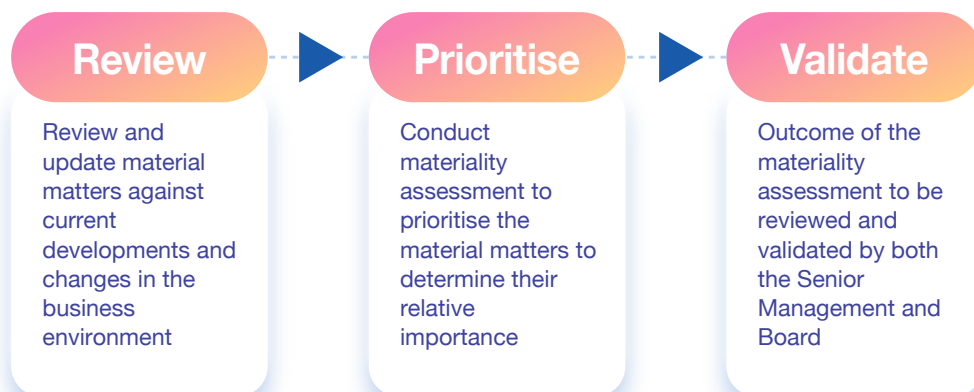 Review
Review and
update material
matters against
current
developments and
changes in the
business
environment
Prioritise
Conduct
materiality
assessment to
prioritise the
material matters to
determine their
relative
importance
Validate
Outcome of the
materiality
assessment to be
reviewed and
validated by both
the Senior
Management and
Board